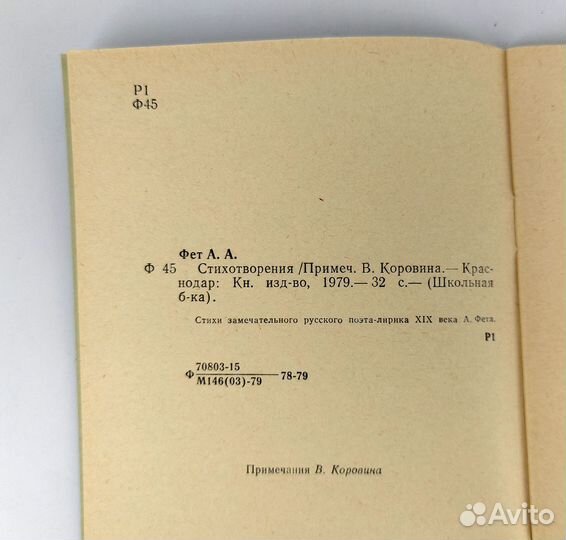 Р1
Ф45
Фет А. А.
Ф 45 Стихотворения /Примеч. В. Коровина.— Крас-
нодар: Кн. изд-во, 1979.— 32 с.— (Школьная
б-ка).
Стихи замечательного русского поэта-лирика XIX века А. Фета.
Р1
70803-15
Ф 78-79
М146(03)-79
Примечания В. Коровина
Avito